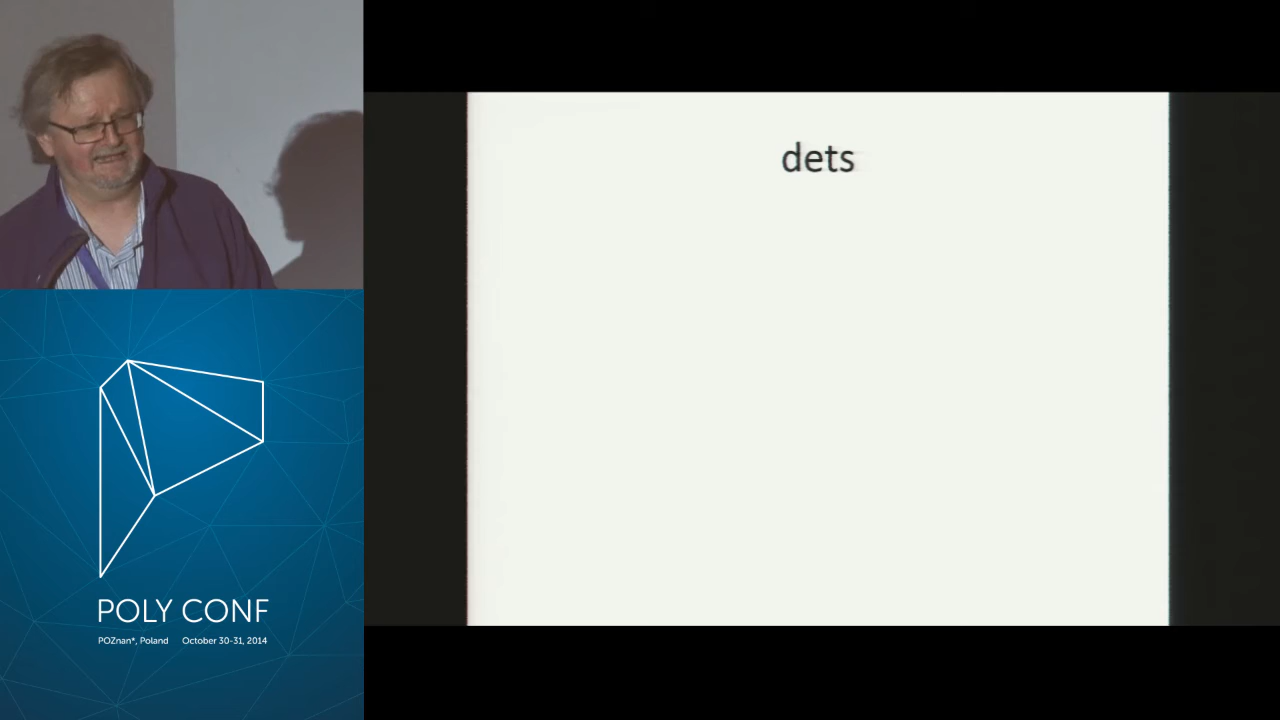 dets
POLY CONF
POZnan*, Poland October 30-31, 2014